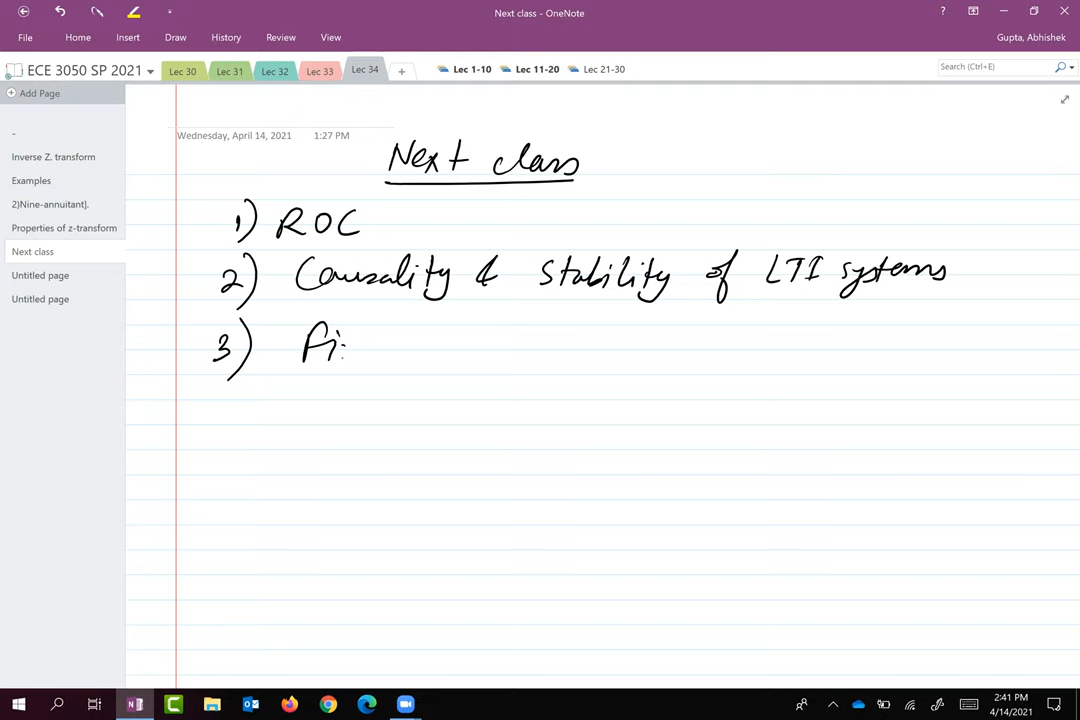 Next class - OneNote
Gupta, Abhishek
File Home Insert Draw History Review View
ECE 3050 SP 2021 Lec 30 Lec 31 Lec 32 Lec 33 Lec 34 + Lec 1-10 Lec 11-20 Lec 21-30 Search (Ctrl+E)
Add Page
-
Inverse Z. transform
Examples
2)Nine-annuitant].
Properties of z-transform
Next class
Untitled page
Untitled page
Wednesday, April 14, 2021 1:27 PM
Next class
1) ROC
2) Causality & Stability of LTI systems
3)
2:41 PM
4/14/2021